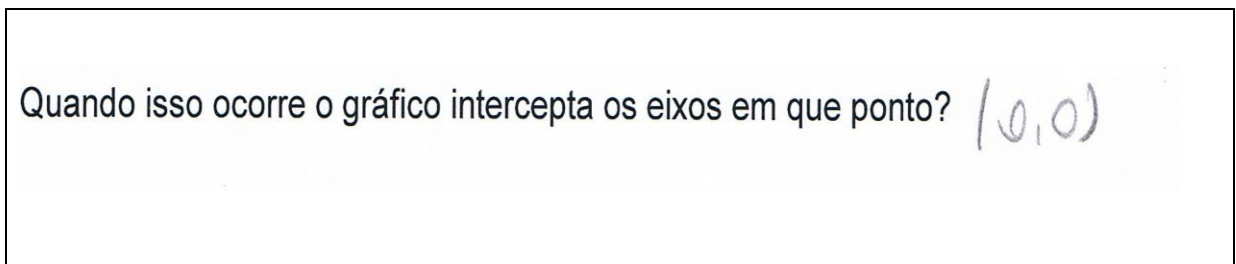 Quando isso ocorre o gráfico intercepta os eixos em que ponto? (0,0)